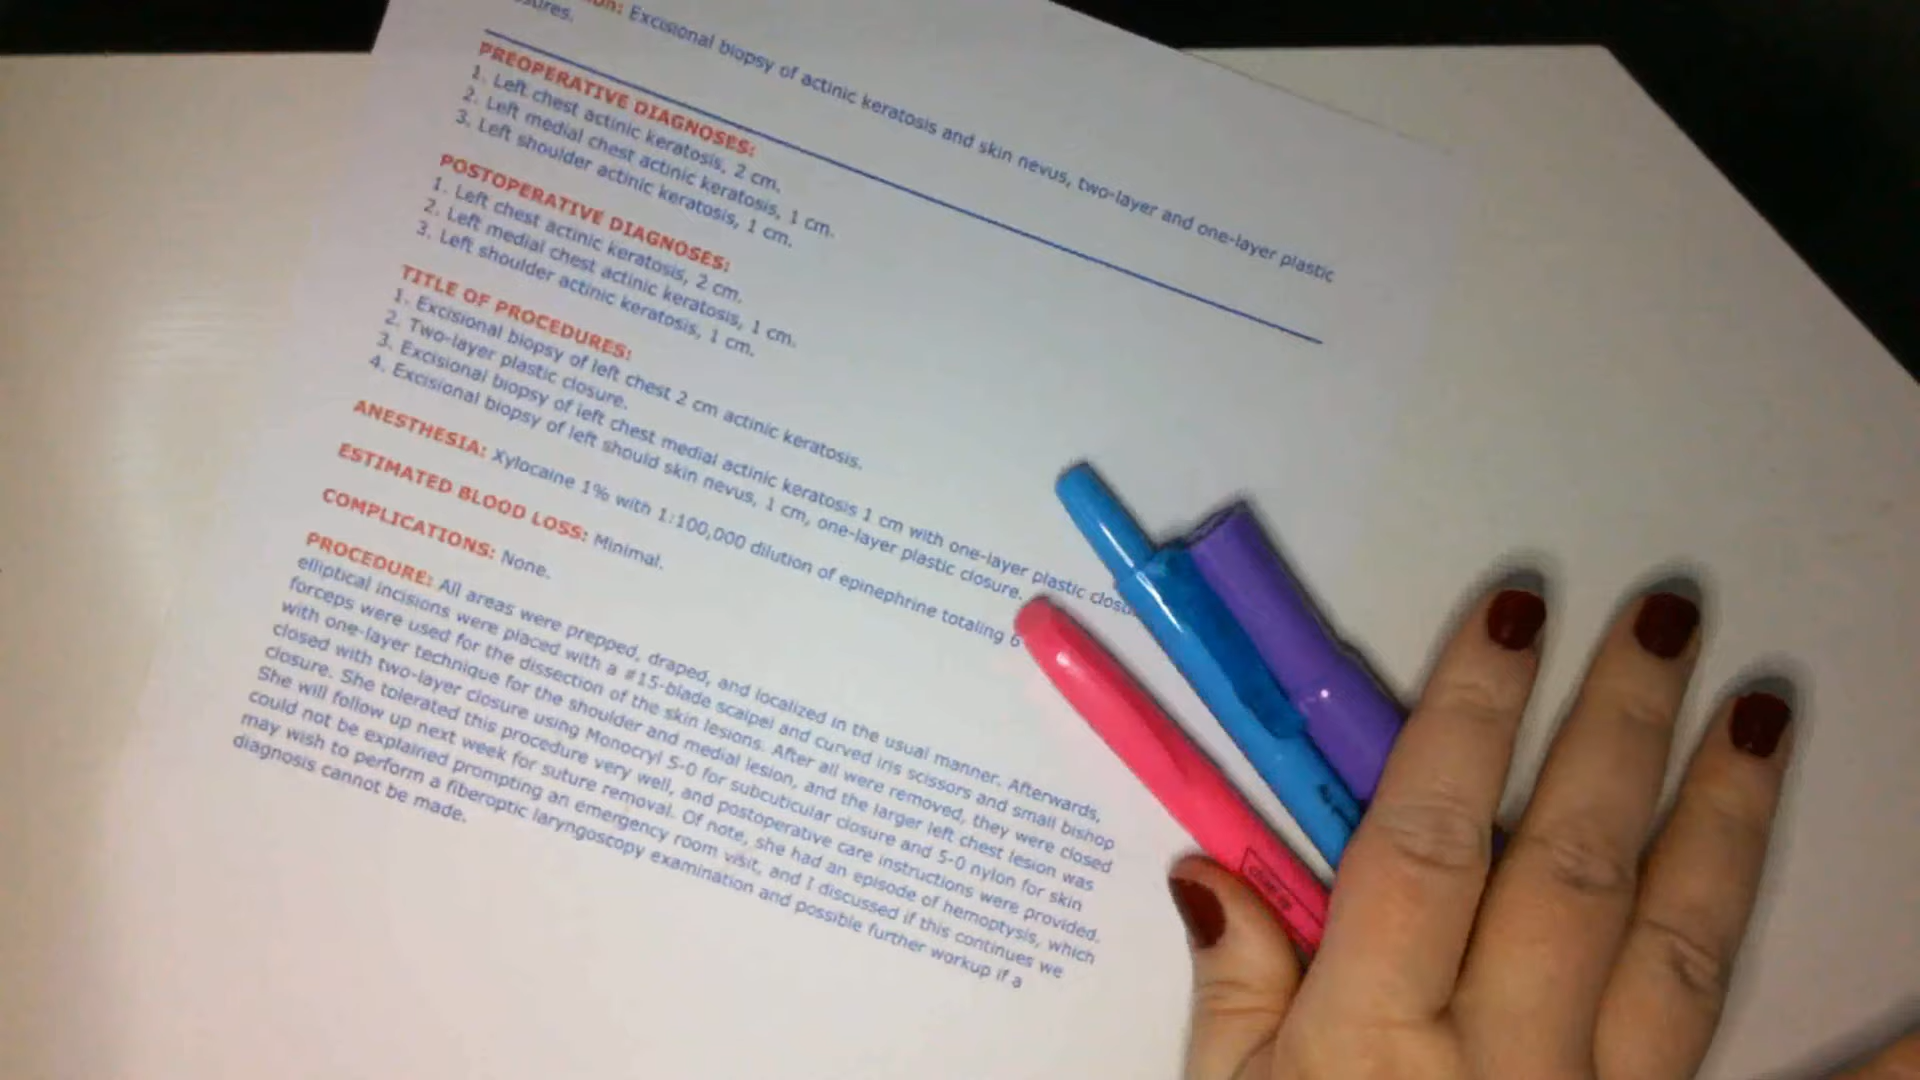 Excisional biopsy of actinic keratosis and skin nevus, two-layer and one-layer plastic
PREOPERATIVE DIAGNOSES:
1. Left chest actinic keratosis, 2 cm.
2. Left medial chest actinic keratosis, 1 cm.
3. Left shoulder actinic keratosis, 1 cm.
POSTOPERATIVE DIAGNOSES:
1. Left chest actinic keratosis, 2 cm.
2. Left medial chest actinic keratosis, 1 cm.
3. Left shoulder actinic keratosis, 1 cm.
TITLE OF PROCEDURES:
1. Excisional biopsy of left chest 2 cm actinic keratosis.
2. Two-layer plastic closure.
3. Excisional biopsy of left chest medial actinic keratosis 1 cm with one-layer plastic
4. Excisional biopsy of left should skin nevus, 1 cm, one-layer plastic closure.
ANESTHESIA: Xylocaine 1% with 1:100,000 dilution of epinephrine totaling 6
ESTIMATED BLOOD LOSS: Minimal.
COMPLICATIONS: None.
PROCEDURE: All areas were prepped, draped, and localized in the usual manner. Afterwards,
elliptical incisions were placed with a #15-blade scalpel and curved iris scissors and small bishop
forceps were used for the dissection of the skin lesions. After all were removed, they were closed
with one-layer technique for the shoulder and medial lesion, and the larger left chest lesion was
closed with two-layer closure using Monocryl 5-0 for subcuticular closure and 5-0 nylon for skin
closure. She tolerated this procedure very well, and postoperative care instructions were provided.
She will follow up next week for suture removal. Of note, she had an episode of hemoptysis, which
could not be explained prompting an emergency room visit, and I discussed if this continues we
may wish to perform a fiberoptic laryngoscopy examination and possible further workup if a
diagnosis cannot be made.